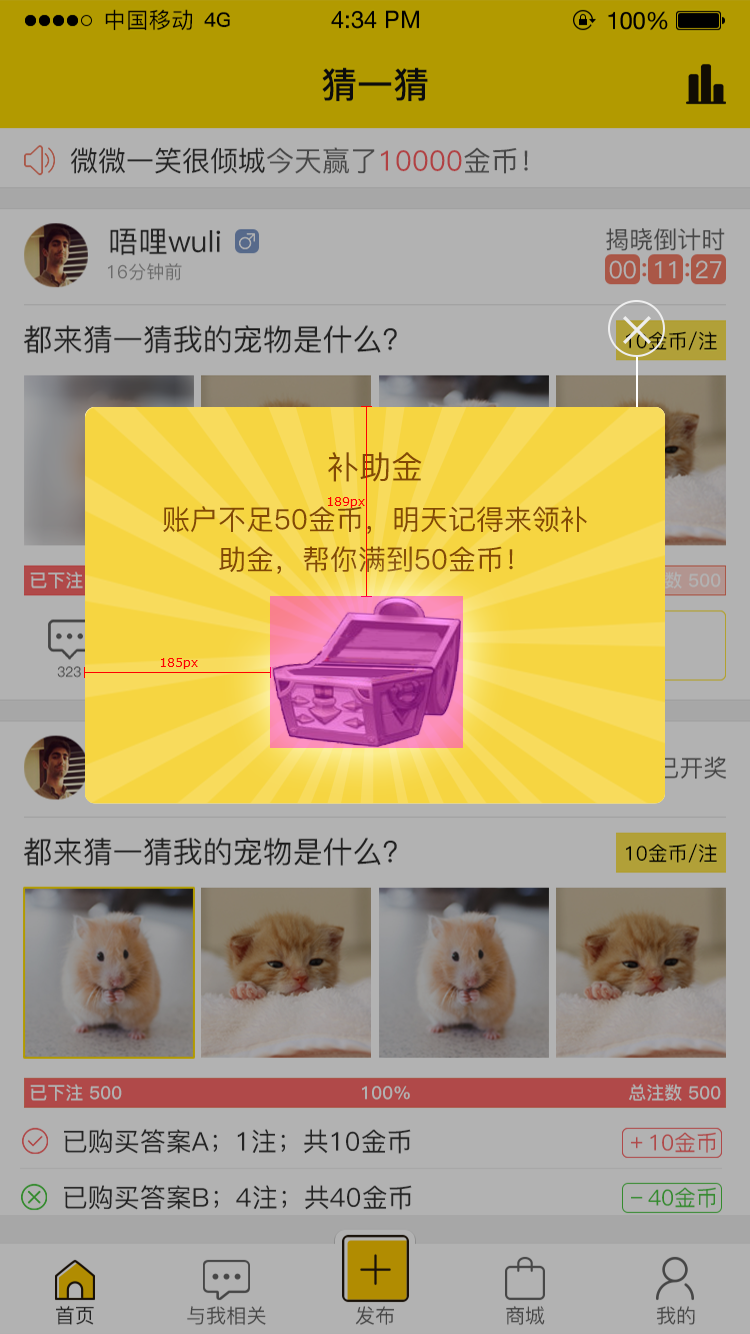 中国移动 4G 4:34 PM 100%
猜一猜
微微一笑很倾城今天赢了10000金币！
唔哩wuli
揭晓倒计时
16分钟前
00:11:27
都来猜一猜我的宠物是什么？
10金币/注
补助金
189px
账户不足50金币，明天记得来领补
助金，帮你满到50金币！
已下注
数 500
323
185px
已开奖
都来猜一猜我的宠物是什么？
10金币/注
已下注 500 100% 总注数 500
已购买答案A；1注；共10金币 +10金币
已购买答案B；4注；共40金币 -40金币
首页 与我相关 发布 商城 我的